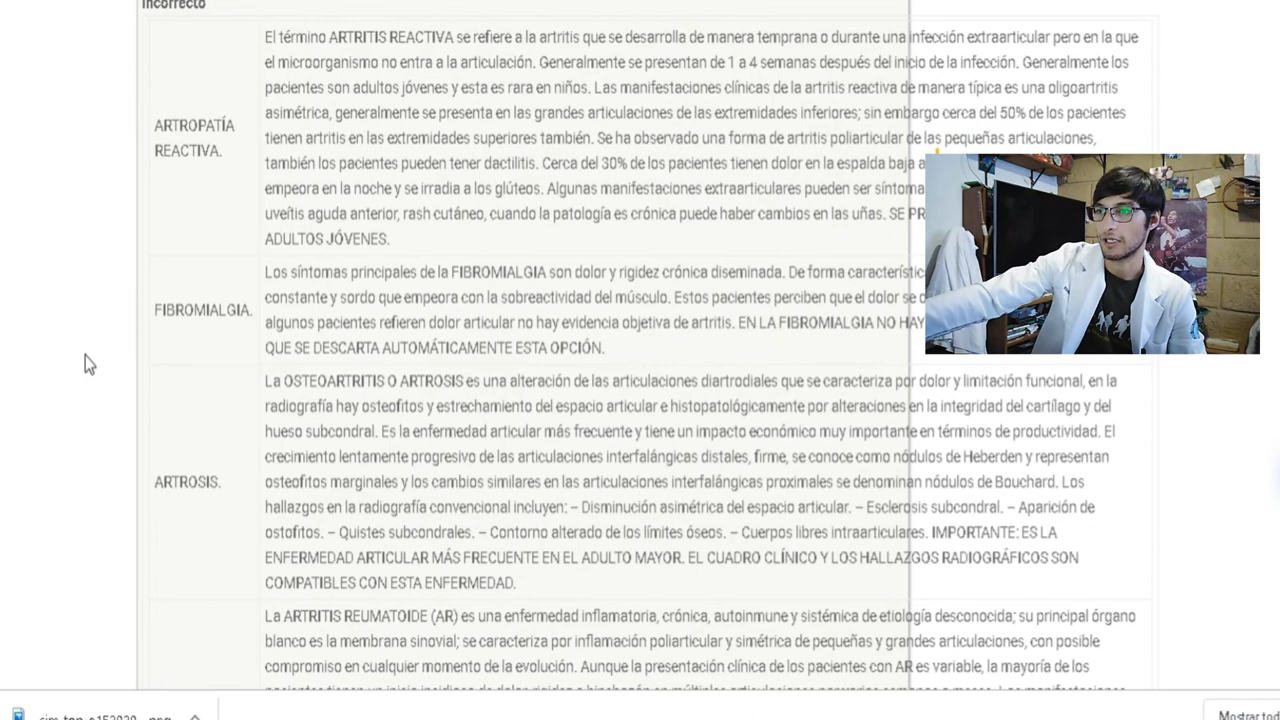 Incorrecto
El término ARTRITIS REACTIVA se refiere a la artritis que se desarrolla de manera temprana o durante una infección extraarticular pero en la que
el microorganismo no entra a la articulación. Generalmente se presentan de 1 a 4 semanas después del inicio de la infección. Generalmente los
pacientes son adultos jóvenes y esta es rara en niños. Las manifestaciones clínicas de la artritis reactiva de manera típica es una oligoartritis
asimétrica, generalmente se presenta en las grandes articulaciones de las extremidades inferiores; sin embargo cerca del 50% de los pacientes
ARTROPATÍA
tienen artritis en las extremidades superiores también. Se ha observado una forma de artritis poliarticular de las pequeñas articulaciones,
REACTIVA.
también los pacientes pueden tener dactilitis. Cerca del 30% de los pacientes tienen dolor en la espalda baja
empeora en la noche y se irradia a los glúteos. Algunas manifestaciones extraarticulares pueden ser
uveítis aguda anterior, rash cutáneo, cuando la patología es crónica puede haber cambios en las uñas. SE
ADULTOS JÓVENES.
Los síntomas principales de la FIBROMIALGIA son dolor y rigidez crónica diseminada. De forma
FIBROMIALGIA.
constante y sordo que empeora con la sobreactividad del músculo. Estos pacientes perciben que el dolor se
algunos pacientes refieren dolor articular no hay evidencia objetiva de artritis. EN LA FIBROMIALGIA NO HAY
QUE SE DESCARTA AUTOMÁTICAMENTE ESTA OPCIÓN.
La OSTEOARTRITIS O ARTROSIS es una alteración de las articulaciones diartrodiales que se caracteriza por dolor y limitación funcional, en la
radiografía hay osteofitos y estrechamiento del espacio articular e histopatológicamente por alteraciones en la integridad del cartílago y del
hueso subcondral. Es la enfermedad articular más frecuente y tiene un impacto económico muy importante en términos de productividad. El
crecimiento lentamente progresivo de las articulaciones interfalángicas distales, firme, se conoce como nódulos de Heberden y representan
ARTROSIS.
osteofitos marginales y los cambios similares en las articulaciones interfalángicas proximales se denominan nódulos de Bouchard. Los
hallazgos en la radiografía convencional incluyen: – Disminución asimétrica del espacio articular. – Esclerosis subcondral. – Aparición de
ostofitos. – Quistes subcondrales. – Contorno alterado de los límites óseos. – Cuerpos libres intraarticulares. IMPORTANTE: ES LA
ENFERMEDAD ARTICULAR MÁS FRECUENTE EN EL ADULTO MAYOR. EL CUADRO CLÍNICO Y LOS HALLAZGOS RADIOGRÁFICOS SON
COMPATIBLES CON ESTA ENFERMEDAD.
La ARTRITIS REUMATOIDE (AR) es una enfermedad inflamatoria, crónica, autoinmune y sistémica de etiología desconocida; su principal órgano
blanco es la membrana sinovial; se caracteriza por inflamación poliarticular y simétrica de pequeñas y grandes articulaciones, con posible
compromiso en cualquier momento de la evolución. Aunque la presentación clínica de los pacientes con AR es variable, la mayoría de los